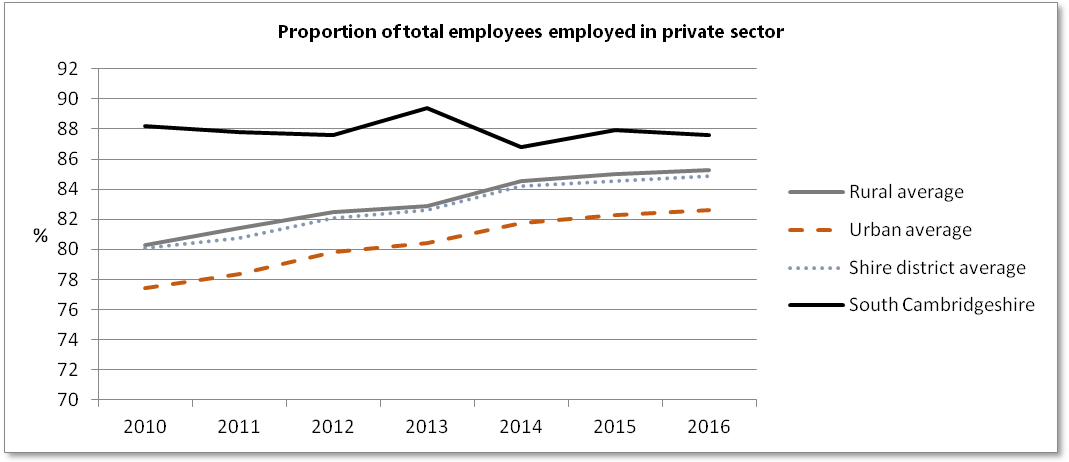 Proportion of total employees employed in private sector
92
90
88
86
84
82
80
78
76
74
72
70
%
2010 2011 2012 2013 2014 2015 2016
Rural average
Urban average
Shire district average
South Cambridgeshire